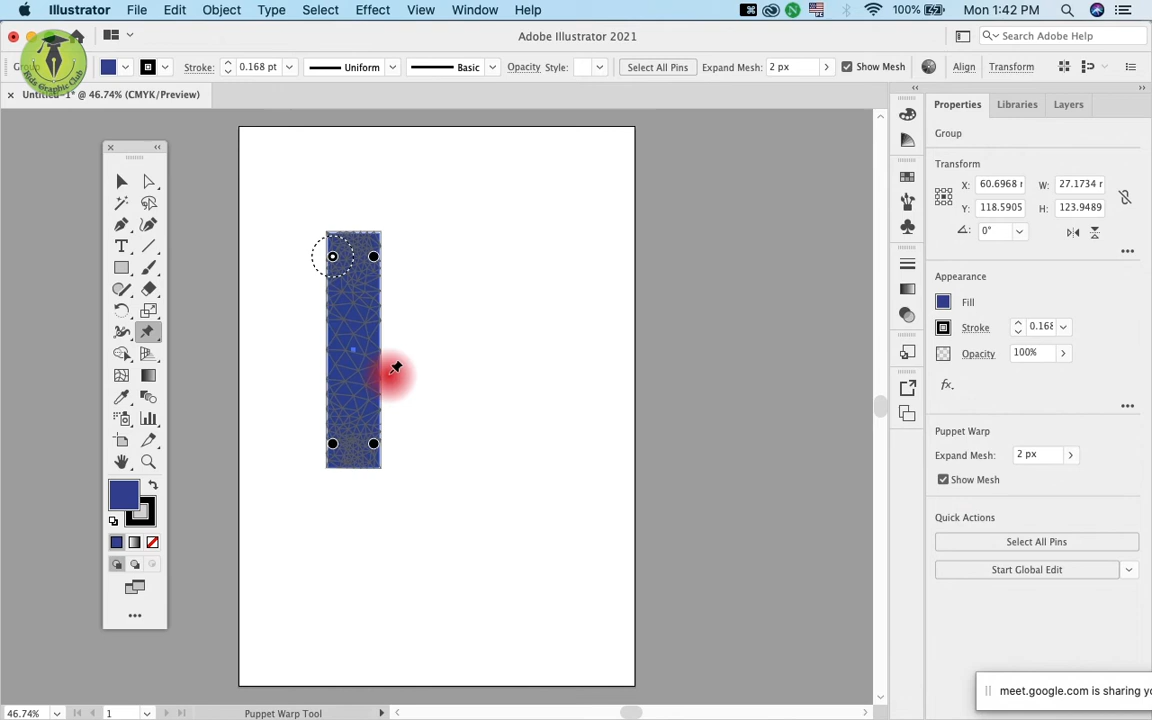 Illustrator File Edit Object Type Select Effect View Window Help 100% Mon 1:42 PM
Adobe Illustrator 2021 Search Adobe Help
Stroke: 0.168 pt Uniform Basic Opacity Style: Select All Pins Expand Mesh: 2 px Show Mesh Align Transform
Untitled-1* @ 46.74% (CMYK/Preview)
Properties Libraries Layers
Group
Transform
X: 60.6968 W: 27.1734
Y: 118.5905 H: 123.9489
0°
Appearance
Fill
Stroke 0.168
Opacity 100%
fx.
Puppet Warp
Expand Mesh: 2 px
Show Mesh
Quick Actions
Select All Pins
Start Global Edit
meet.google.com is sharing
46.74% 1 Puppet Warp Tool